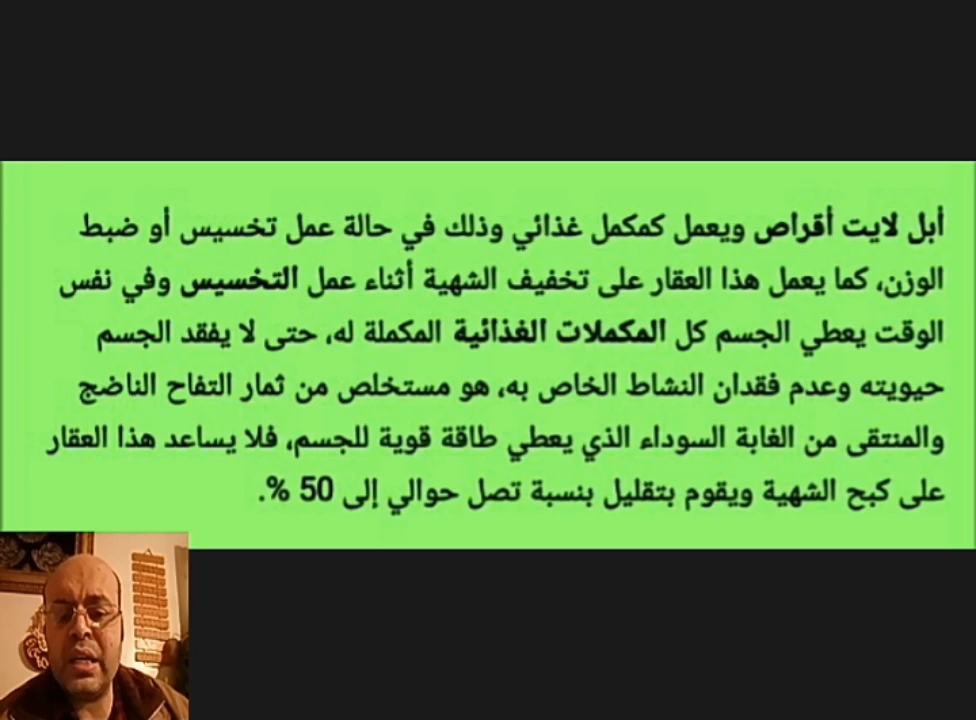 أبل لايت أقراص ويعمل كمكمل غذائي وذلك في حالة عمل تخسيس أو ضبط
الوزن، كما يعمل هذا العقار على تخفيف الشهية أثناء عمل التخسيس وفي نفس
الوقت يعطي الجسم كل المكملات الغذائية المكملة له، حتى لا يفقد الجسم
حيويته وعدم فقدان النشاط الخاص به، هو مستخلص من ثمار التفاح الناضج
والمنتقى من الغابة السوداء الذي يعطي طاقة قوية للجسم، فلا يساعد هذا العقار
على كبح الشهية ويقوم بتقليل بنسبة تصل حوالي إلى 50 %.